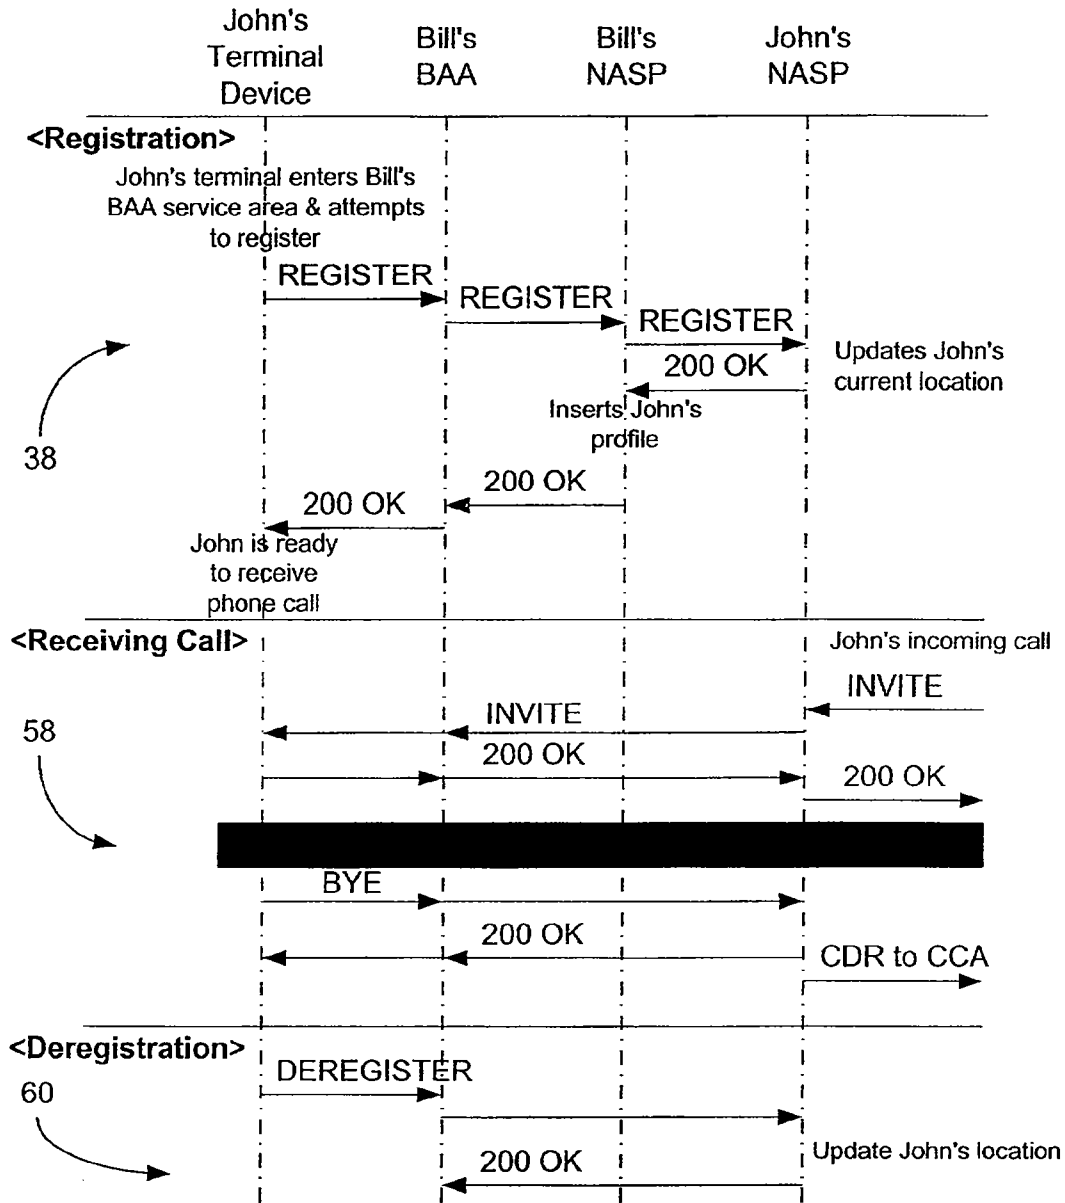 John's
Terminal
Device
Bill's
BAA
Bill's
NASP
John's
NASP
<Registration>
John's terminal enters Bill's
BAA service area & attempts
to register
REGISTER
REGISTER
REGISTER
200 OK
Updates John's
current location
Inserts John's
profile
38
200 OK
200 OK
John is ready
to receive
phone call
<Receiving Call>
John's incoming call
INVITE
INVITE
58
200 OK
200 OK
BYE
200 OK
CDR to CCA
<Deregistration>
DEREGISTER
60
Update John's location
200 OK